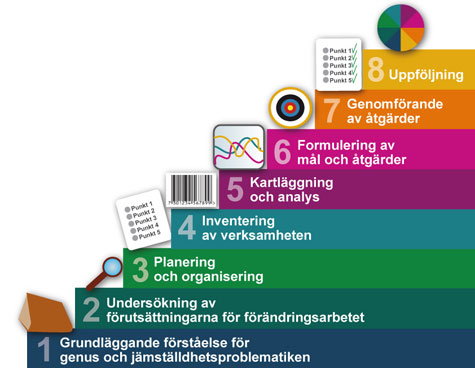 Punkt 1
Punkt 2
Punkt 3
Punkt 4
Punkt 5
8 Uppföljning
7 Genomförande
av åtgärder
6 Formulering av
mål och åtgärder
5 Kartläggning
och analys
Punkt 1
Punkt 2
Punkt 3
Punkt 4
Punkt 5
4 Inventering
av verksamheten
3 Planering
och organisering
2 Undersökning av
förutsättningarna för förändringsarbetet
1 Grundläggande förståelse för
genus och jämställdhetsproblematiken